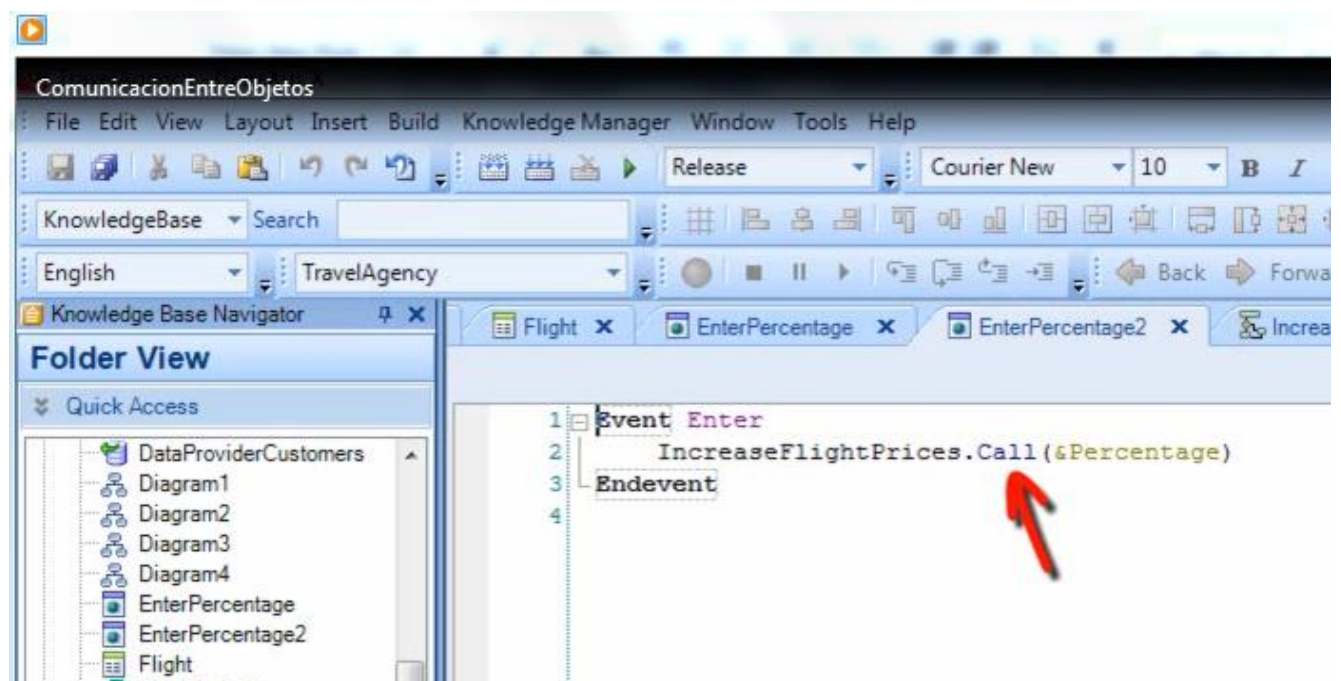 ComunicacionEntreObjetos
File Edit View Layout Insert Build Knowledge Manager Window Tools Help
Release Courier New 10 B I
KnowledgeBase Search
English TravelAgency Back Forwa
Knowledge Base Navigator
Flight EnterPercentage EnterPercentage2 Increa
Folder View
Quick Access
1 Event Enter
2 IncreaseFlightPrices.Call(&Percentage)
3 Endevent
4
DataProviderCustomers
Diagram1
Diagram2
Diagram3
Diagram4
EnterPercentage
EnterPercentage2
Flight